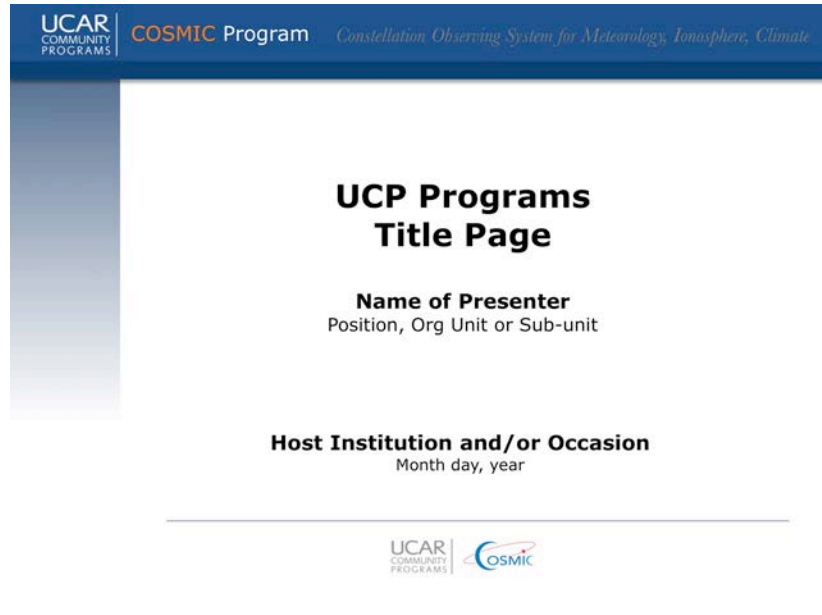 UCAR
COMMUNITY
PROGRAMS
COSMIC Program
Constellation Observing System for Meteorology, Ionosphere, Climate
UCP Programs
Title Page
Name of Presenter
Position, Org Unit or Sub-unit
Host Institution and/or Occasion
Month day, year
UCAR
COMMUNITY
PROGRAMS
COSMIC